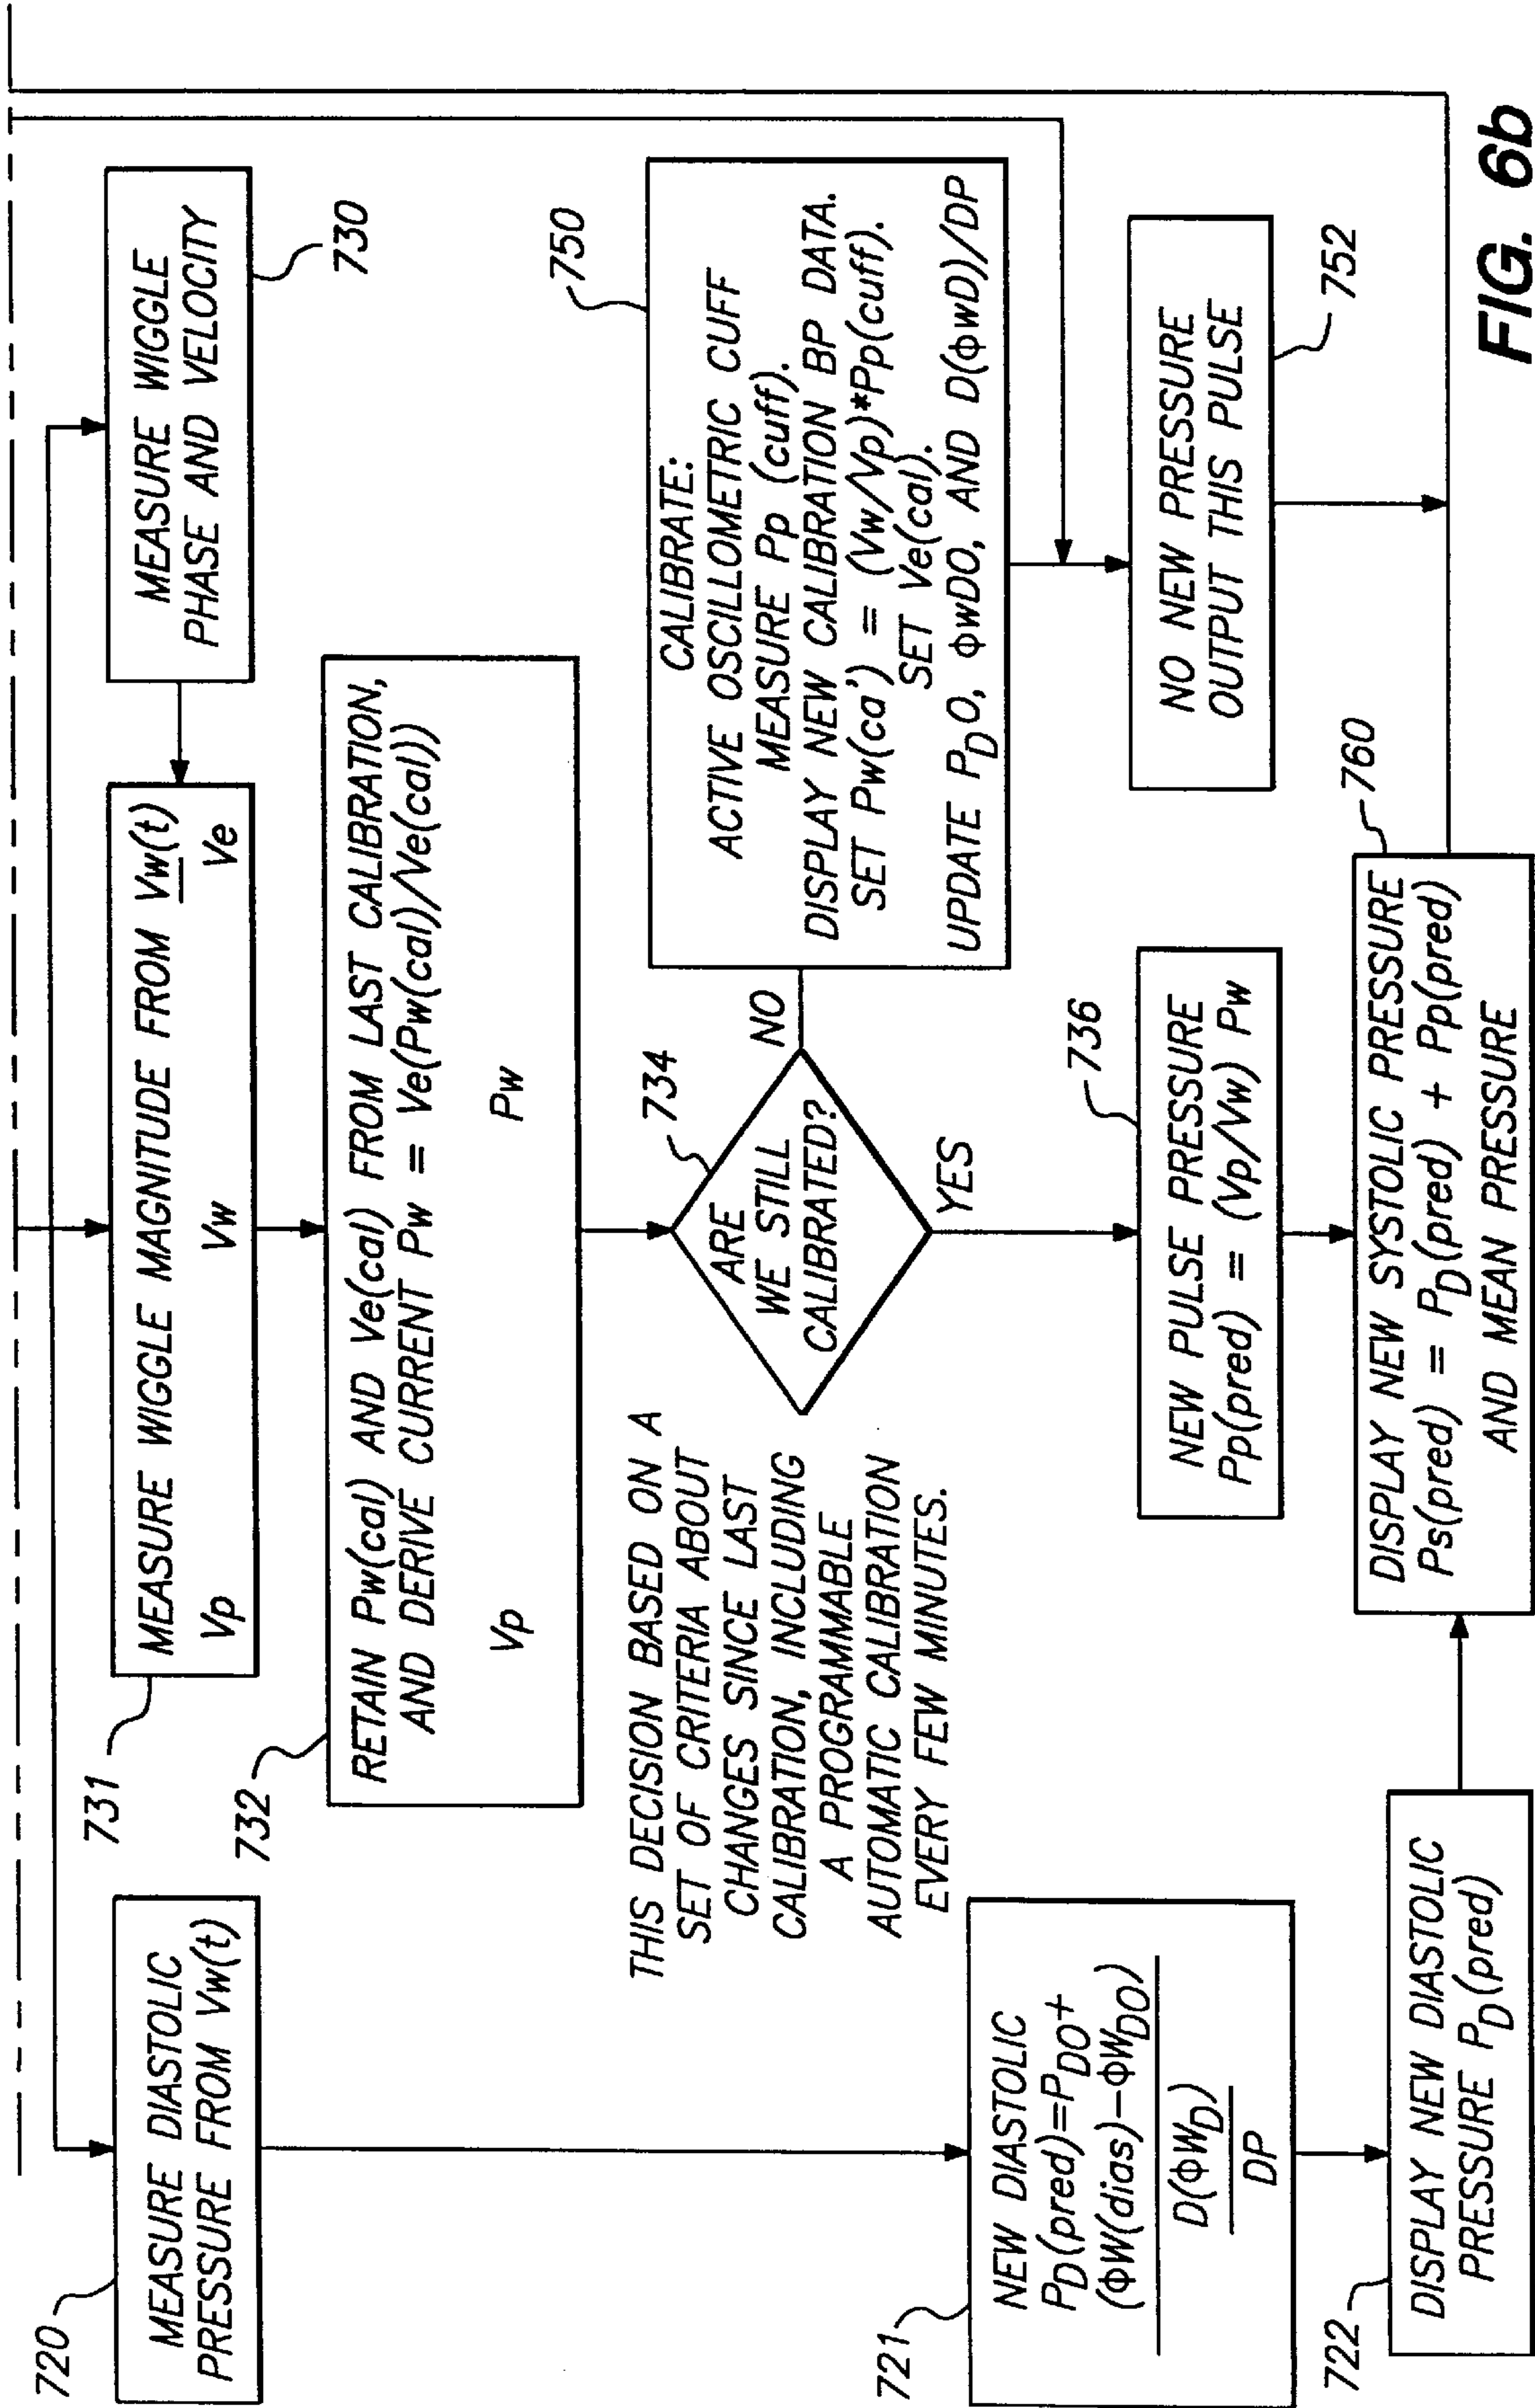 720
MEASURE DIASTOLIC
PRESSURE FROM Vw(t)
731
MEASURE WIGGLE MAGNITUDE FROM Vw(t)
Vp Vw Ve
MEASURE WIGGLE
PHASE AND VELOCITY
730
732
RETAIN Pw(cal) AND Ve(cal) FROM LAST CALIBRATION,
AND DERIVE CURRENT Pw = Ve(Pw(cal)/Ve(cal))
Vp Pw
THIS DECISION BASED ON A
SET OF CRITERIA ABOUT
CHANGES SINCE LAST
CALIBRATION, INCLUDING
A PROGRAMMABLE
AUTOMATIC CALIBRATION
EVERY FEW MINUTES.
734
ARE
WE STILL
CALIBRATED?
NO
YES
750
CALIBRATE:
ACTIVE OSCILLOMETRIC CUFF
MEASURE Pp (cuff).
DISPLAY NEW CALIBRATION BP DATA.
SET Pw(ca') = (Vw/Vp)*Pp(cuff).
SET Ve(cal).
UPDATE PDO, ΦwDO, AND D(ΦwD)/DP
721
NEW DIASTOLIC
PD(pred)=PDO+
(ΦW(dias)-ΦWDO)
D(ΦWD)
DP
736
NEW PULSE PRESSURE
Pp(pred) = (Vp/Vw) Pw
NO NEW PRESSURE
OUTPUT THIS PULSE
752
722
DISPLAY NEW DIASTOLIC
PRESSURE PD(pred)
760
DISPLAY NEW SYSTOLIC PRESSURE
Ps(pred) = PD(pred) + Pp(pred)
AND MEAN PRESSURE
FIG. 6b